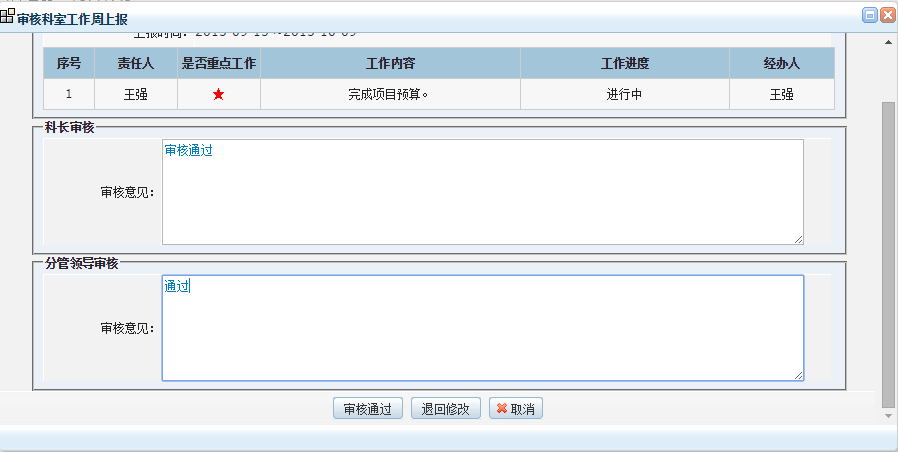 审核科室工作周上报
序号 责任人 是否重点工作 工作内容 工作进度 经办人
1 王强 ★ 完成项目预算。 进行中 王强
科长审核
审核意见： 审核通过
分管领导审核
审核意见： 通过
审核通过 退回修改 取消